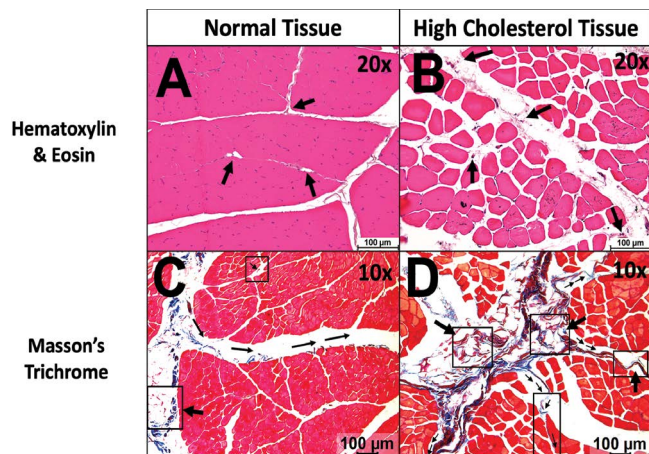 Normal Tissue
High Cholesterol Tissue
Hematoxylin
& Eosin
A
20x
100 µm
B
20x
100 µm
Masson's
Trichrome
C
10x
100 µm
D
10x
100 µm